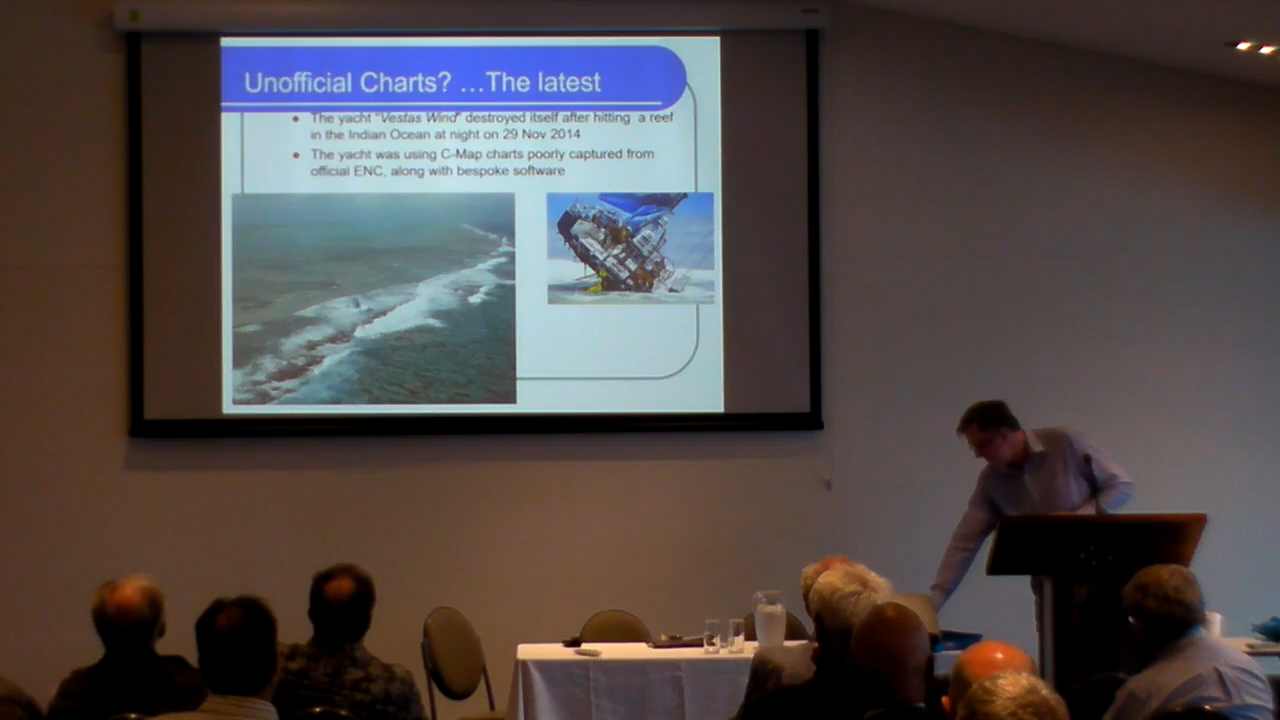 Unofficial Charts? ...The latest
The yacht "Vestas Wind" destroyed itself after hitting a reef
in the Indian Ocean at night on 29 Nov 2014
The yacht was using C-Map charts poorly captured from
official ENC, along with bespoke software